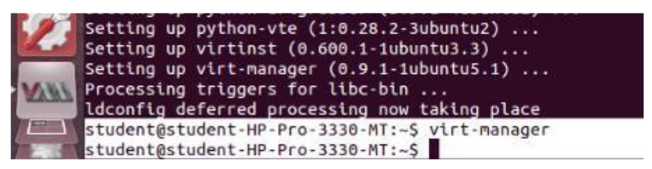 Setting up python-vte (1:0.28.2-3ubuntu2) ...
Setting up virtinst (0.600.1-1ubuntu3.3) ...
Setting up virt-manager (0.9.1-1ubuntu5.1) ...
Processing triggers for libc-bin ...
ldconfig deferred processing now taking place
student@student-HP-Pro-3330-MT:~$ virt-manager
student@student-HP-Pro-3330-MT:~$